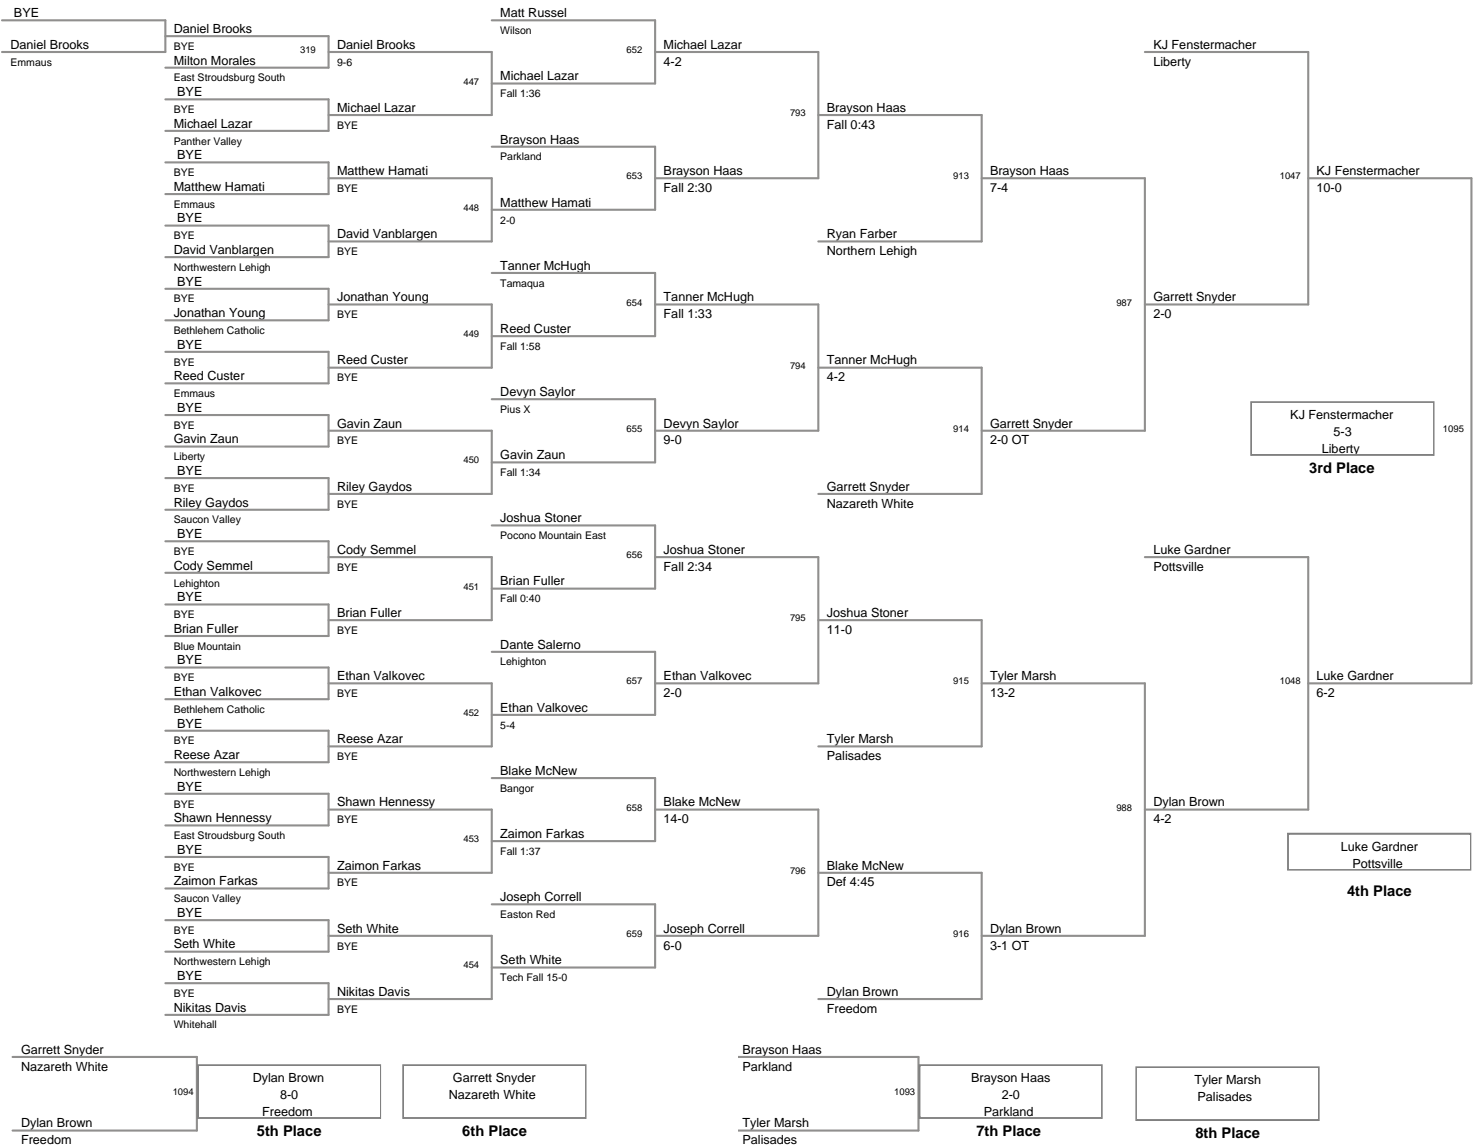 BYE
Daniel Brooks
Emmaus
Daniel Brooks
BYE
319
Milton Morales
East Stroudsburg South
BYE
BYE
Michael Lazar
Panther Valley
BYE
BYE
Matthew Hamati
Emmaus
BYE
BYE
David Vanblargen
Northwestern Lehigh
BYE
BYE
Jonathan Young
Bethlehem Catholic
BYE
BYE
Reed Custer
Emmaus
BYE
BYE
Gavin Zaun
Liberty
BYE
BYE
Riley Gaydos
Saucon Valley
BYE
BYE
Cody Semmel
Lehighton
BYE
BYE
Brian Fuller
Blue Mountain
BYE
BYE
Ethan Valkovec
Bethlehem Catholic
BYE
BYE
Reese Azar
Northwestern Lehigh
BYE
BYE
Shawn Hennessy
East Stroudsburg South
BYE
BYE
Zaimon Farkas
Saucon Valley
BYE
BYE
Seth White
Northwestern Lehigh
BYE
BYE
Nikitas Davis
Whitehall
Daniel Brooks
9-6
447
Michael Lazar
BYE
Matthew Hamati
BYE
448
David Vanblargen
BYE
Jonathan Young
BYE
449
Reed Custer
BYE
Gavin Zaun
BYE
450
Riley Gaydos
BYE
Cody Semmel
BYE
451
Brian Fuller
BYE
Ethan Valkovec
BYE
452
Reese Azar
BYE
Shawn Hennessy
BYE
453
Zaimon Farkas
BYE
Seth White
BYE
454
Nikitas Davis
BYE
Matt Russel
Wilson
652
Michael Lazar
Fall 1:36
Brayson Haas
Parkland
653
Matthew Hamati
2-0
Tanner McHugh
Tamaqua
654
Reed Custer
Fall 1:58
Devyn Saylor
Pius X
655
Gavin Zaun
Fall 1:34
Joshua Stoner
Pocono Mountain East
656
Brian Fuller
Fall 0:40
Dante Salerno
Lehighton
657
Ethan Valkovec
5-4
Blake McNew
Bangor
658
Zaimon Farkas
Fall 1:37
Joseph Correll
Easton Red
659
Seth White
Tech Fall 15-0
Michael Lazar
4-2
793
Brayson Haas
Fall 2:30
Tanner McHugh
Fall 1:33
794
Devyn Saylor
9-0
Joshua Stoner
Fall 2:34
795
Ethan Valkovec
2-0
Blake McNew
14-0
796
Joseph Correll
6-0
Brayson Haas
Fall 0:43
913
Ryan Farber
Northern Lehigh
Tanner McHugh
4-2
914
Garrett Snyder
Nazareth White
Joshua Stoner
11-0
915
Tyler Marsh
Palisades
Blake McNew
Def 4:45
916
Dylan Brown
Freedom
Brayson Haas
7-4
987
Garrett Snyder
2-0 OT
Tyler Marsh
13-2
988
Dylan Brown
3-1 OT
KJ Fenstermacher
Liberty
1047
Garrett Snyder
2-0
Luke Gardner
Pottsville
1048
Dylan Brown
4-2
KJ Fenstermacher
10-0
1095
Luke Gardner
6-2
KJ Fenstermacher
5-3
Liberty
3rd Place
Luke Gardner
Pottsville
4th Place
Garrett Snyder
Nazareth White
1094
Dylan Brown
Freedom
Dylan Brown
8-0
Freedom
5th Place
Garrett Snyder
Nazareth White
6th Place
Brayson Haas
Parkland
1093
Tyler Marsh
Palisades
Brayson Haas
2-0
Parkland
7th Place
Tyler Marsh
Palisades
8th Place